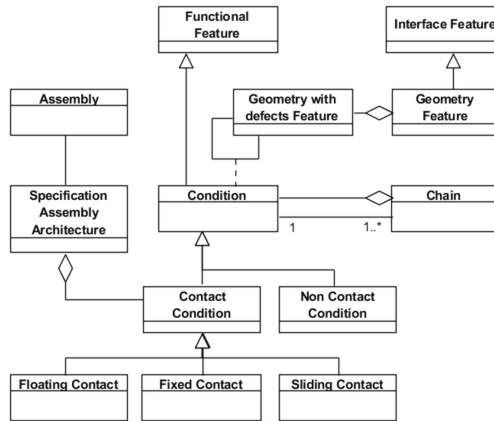 Functional
Feature
Interface Feature
Assembly
Geometry with
defects Feature
Geometry
Feature
Specification
Assembly
Architecture
Condition
Chain
1
1..*
Contact
Condition
Non Contact
Condition
Floating Contact
Fixed Contact
Sliding Contact